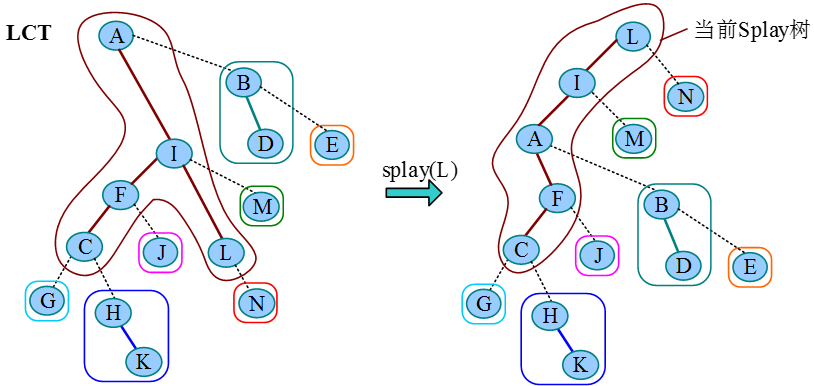 LCT
A
B
D
E
I
F
M
C
J
L
G
H
N
K
splay(L)
当前Splay树
L
I
N
A
M
F
B
C
J
D
E
G
H
K